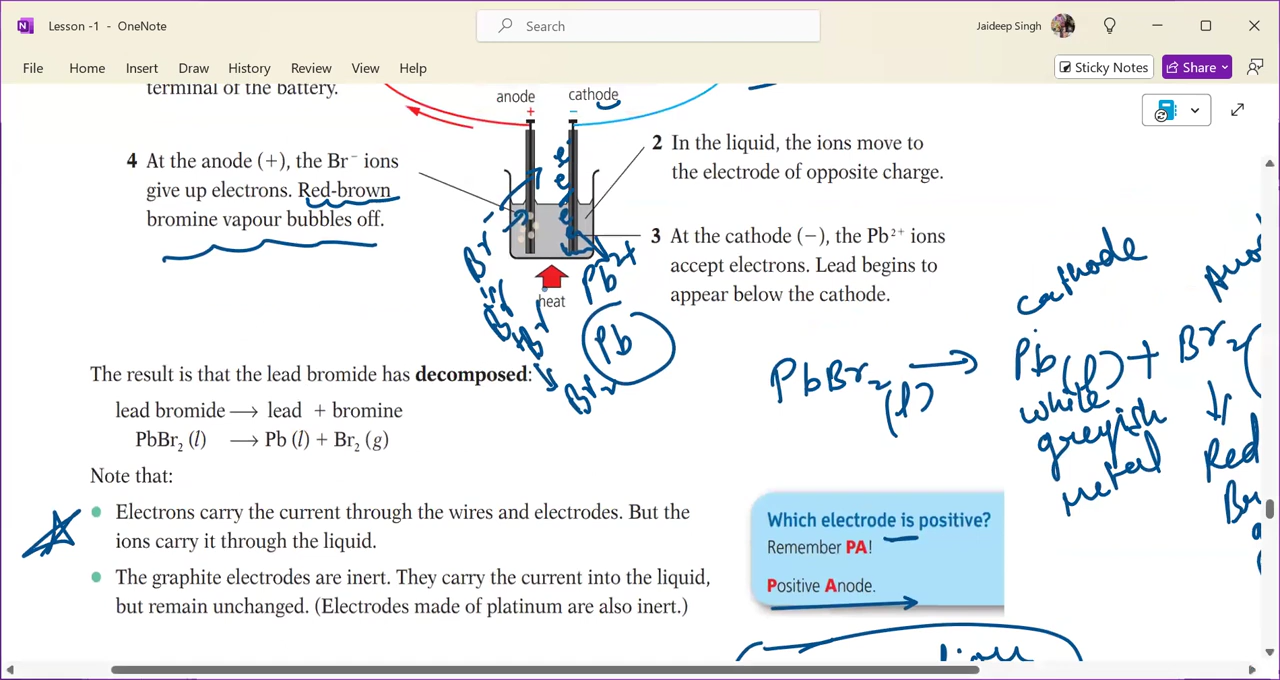 Lesson -1 - OneNote
Search
Jaideep Singh
File Home Insert Draw History Review View Help
Sticky Notes
Share
terminal of the battery.
anode
cathode
+
−
4 At the anode (+), the Br⁻ ions
give up electrons. Red-brown
bromine vapour bubbles off.
2 In the liquid, the ions move to
the electrode of opposite charge.
3 At the cathode (−), the Pb²⁺ ions
accept electrons. Lead begins to
appear below the cathode.
heat
Br⁻
Pb²⁺
Pb
Br₂
cathode
PbBr₂(l) ⟶ Pb(l) + Br₂(
white
greyish
metal
Red
The result is that the lead bromide has decomposed:
lead bromide ⟶ lead + bromine
PbBr₂ (l) ⟶ Pb (l) + Br₂ (g)
Note that:
Electrons carry the current through the wires and electrodes. But the
ions carry it through the liquid.
The graphite electrodes are inert. They carry the current into the liquid,
but remain unchanged. (Electrodes made of platinum are also inert.)
Which electrode is positive?
Remember PA!
Positive Anode.